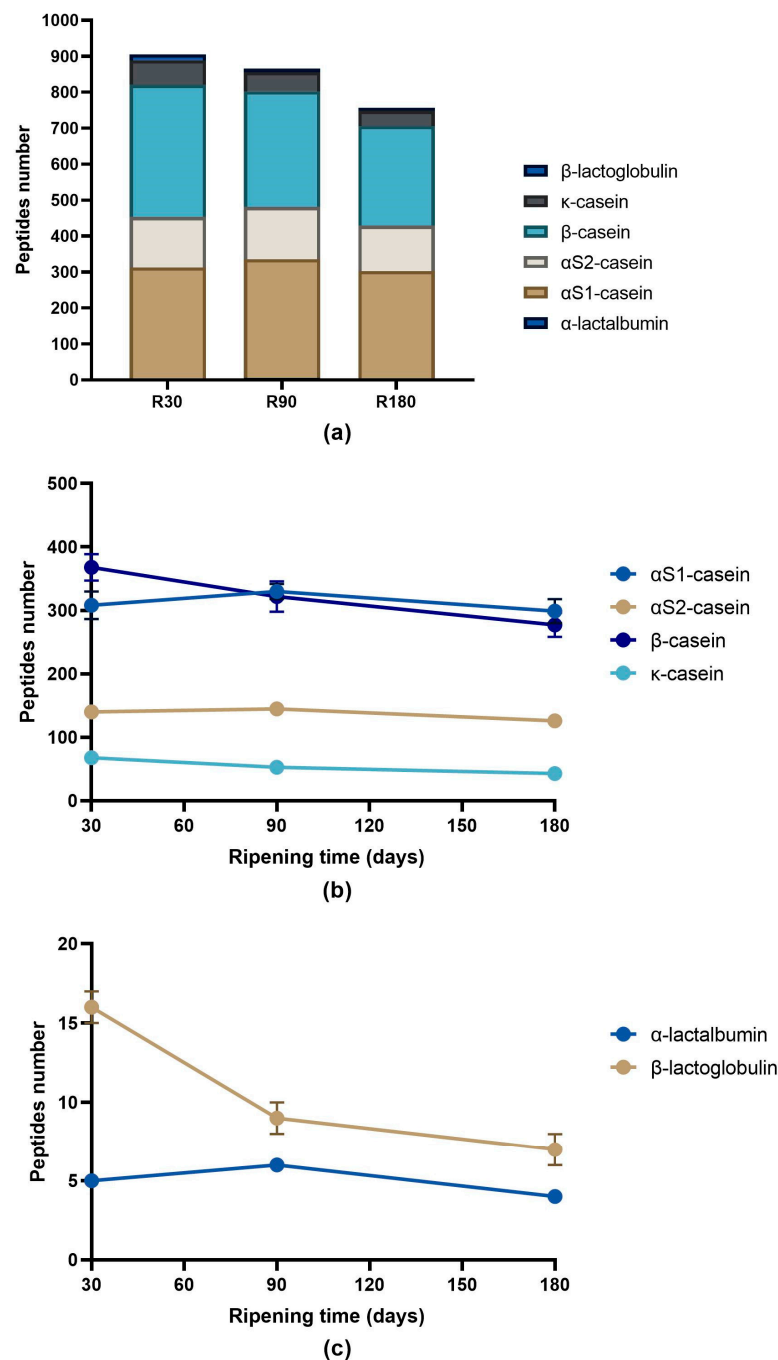 1000
900
800
700
600
500
400
300
200
100
0
Peptides number
R30 R90 R180
β-lactoglobulin
κ-casein
β-casein
αS2-casein
αS1-casein
α-lactalbumin
(a)
500
400
300
200
100
0
Peptides number
30 60 90 120 150 180
Ripening time (days)
αS1-casein
αS2-casein
β-casein
κ-casein
(b)
20
15
10
5
0
Peptides number
30 60 90 120 150 180
Ripening time (days)
α-lactalbumin
β-lactoglobulin
(c)